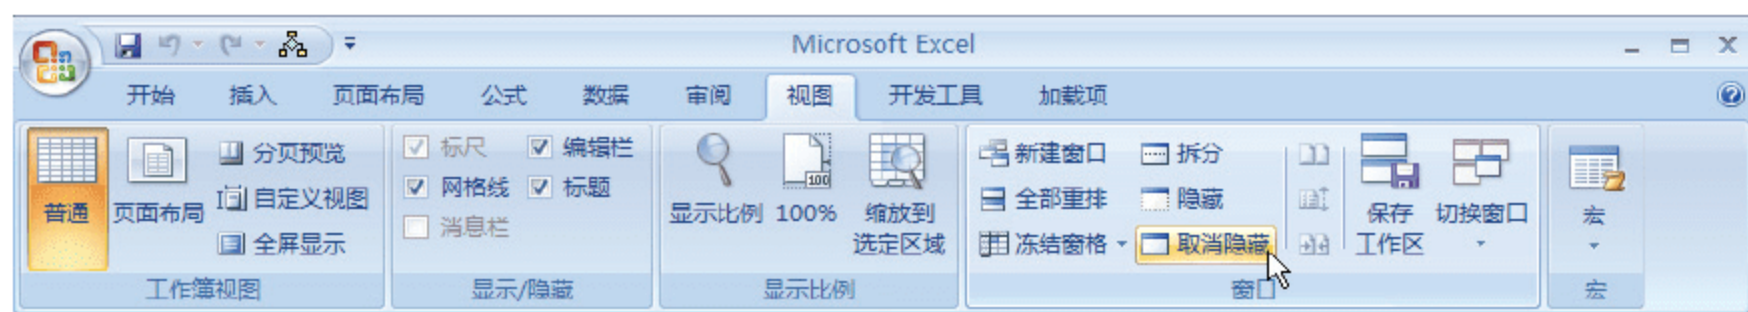 Microsoft Excel
开始 插入 页面布局 公式 数据 审阅 视图 开发工具 加载项
普通
页面布局
分页预览
自定义视图
全屏显示
工作簿视图
标尺 编辑栏
网格线 标题
消息栏
显示/隐藏
显示比例
100
100%
缩放到
选定区域
显示比例
新建窗口 拆分
全部重排 隐藏
冻结窗格 取消隐藏
保存
工作区
切换窗口
窗口
宏
宏